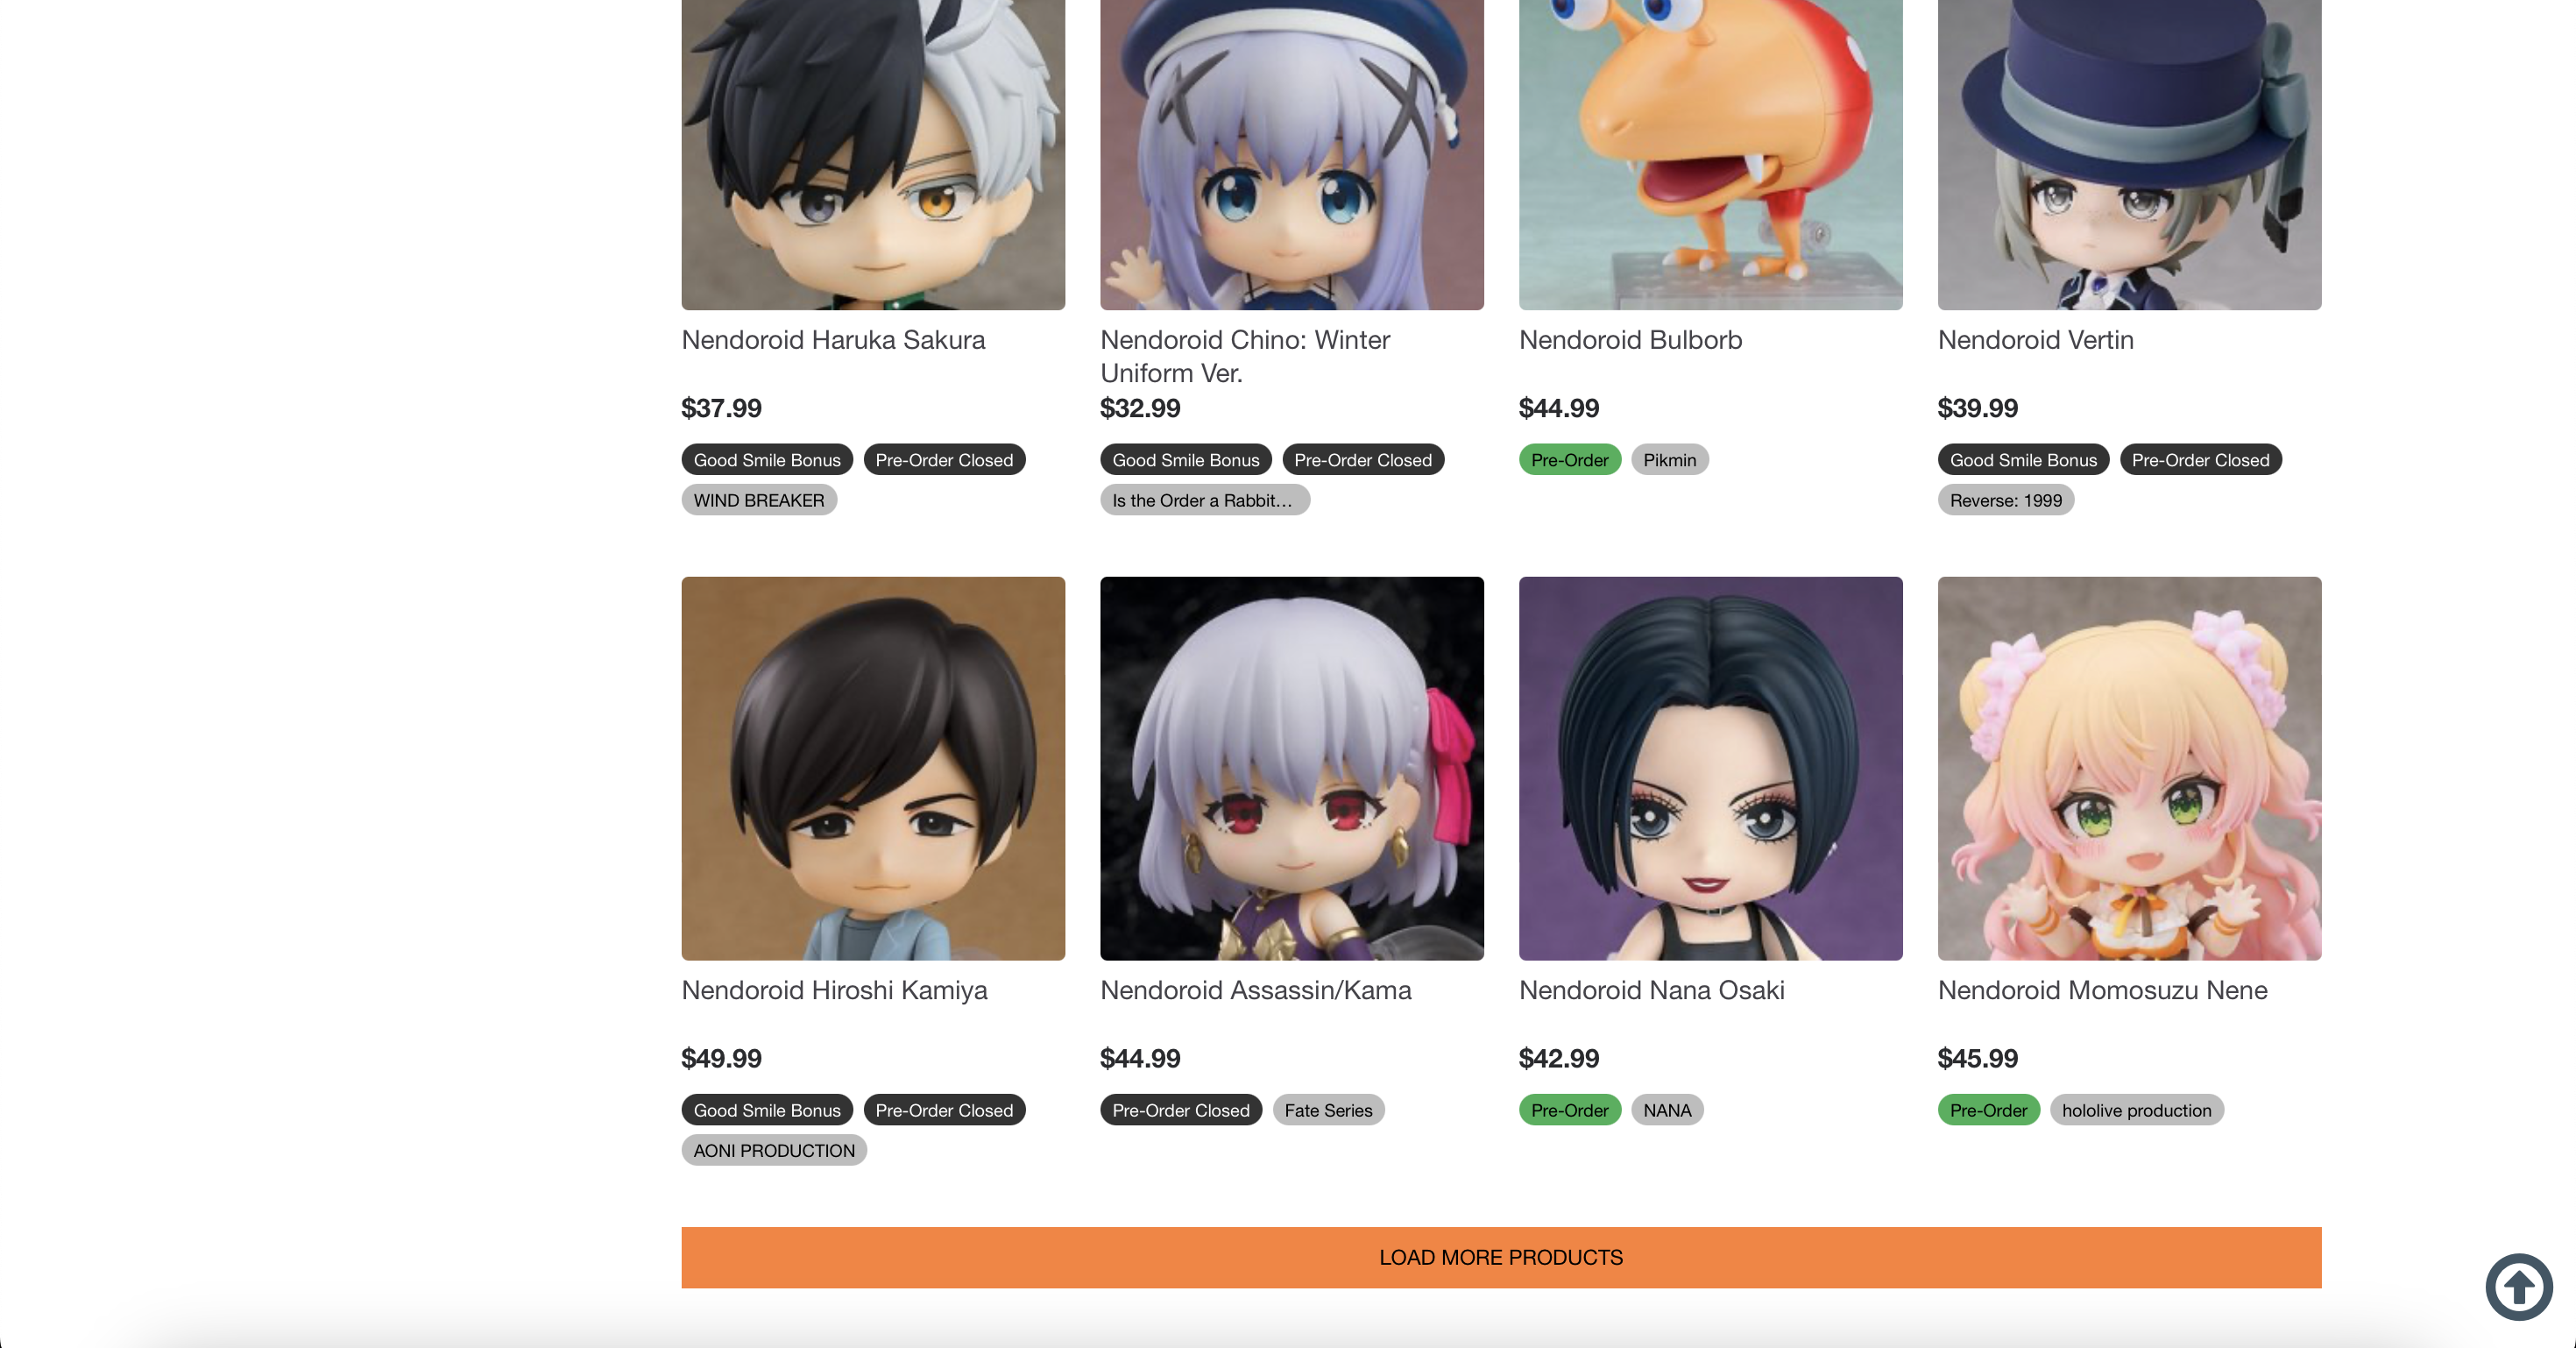 Nendoroid Haruka Sakura
$37.99
Good Smile Bonus
Pre-Order Closed
WIND BREAKER
Nendoroid Chino: Winter
Uniform Ver.
$32.99
Good Smile Bonus
Pre-Order Closed
Is the Order a Rabbit...
Nendoroid Bulborb
$44.99
Pre-Order
Pikmin
Nendoroid Vertin
$39.99
Good Smile Bonus
Pre-Order Closed
Reverse: 1999
Nendoroid Hiroshi Kamiya
$49.99
Good Smile Bonus
Pre-Order Closed
AONI PRODUCTION
Nendoroid Assassin/Kama
$44.99
Pre-Order Closed
Fate Series
Nendoroid Nana Osaki
$42.99
Pre-Order
NANA
Nendoroid Momosuzu Nene
$45.99
Pre-Order
hololive production
LOAD MORE PRODUCTS